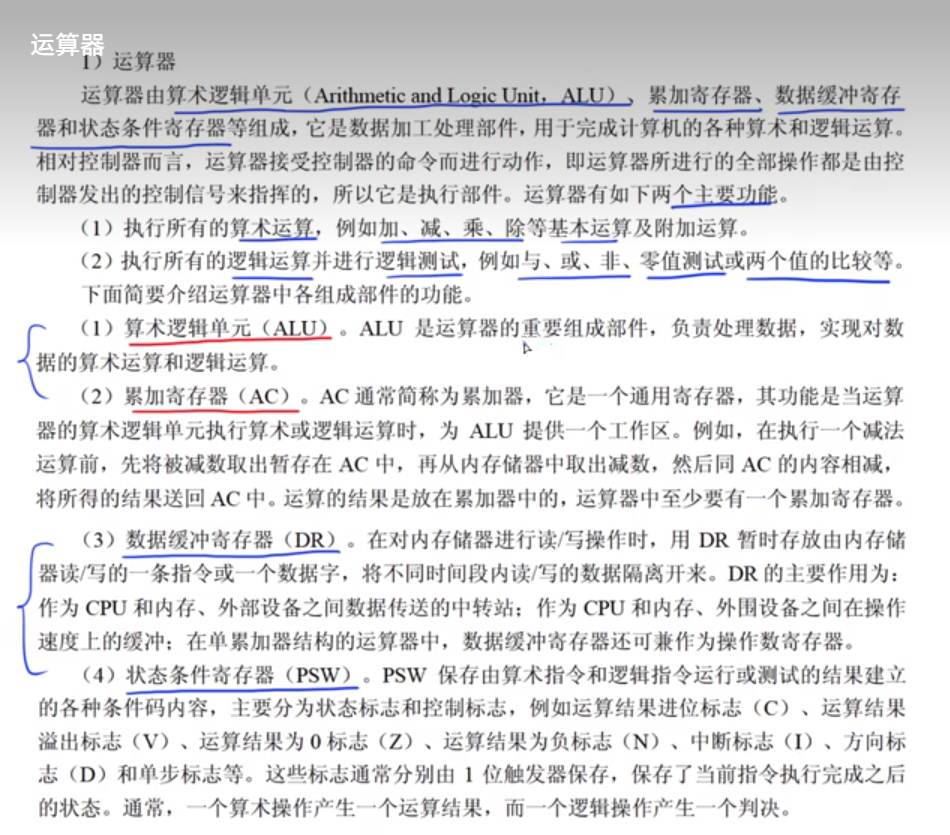 运算器
1）运算器
运算器由算术逻辑单元（Arithmetic and Logic Unit，ALU）、累加寄存器、数据缓冲寄存
器和状态条件寄存器等组成，它是数据加工处理部件，用于完成计算机的各种算术和逻辑运算。
相对控制器而言，运算器接受控制器的命令而进行动作，即运算器所进行的全部操作都是由控
制器发出的控制信号来指挥的，所以它是执行部件。运算器有如下两个主要功能。
（1）执行所有的算术运算，例如加、减、乘、除等基本运算及附加运算。
（2）执行所有的逻辑运算并进行逻辑测试，例如与、或、非、零值测试或两个值的比较等。
下面简要介绍运算器中各组成部件的功能。
（1）算术逻辑单元（ALU）。ALU 是运算器的重要组成部件，负责处理数据，实现对数
据的算术运算和逻辑运算。
（2）累加寄存器（AC）。AC 通常简称为累加器，它是一个通用寄存器，其功能是当运算
器的算术逻辑单元执行算术或逻辑运算时，为 ALU 提供一个工作区。例如，在执行一个减法
运算前，先将被减数取出暂存在 AC 中，再从内存储器中取出减数，然后同 AC 的内容相减，
将所得的结果送回 AC 中。运算的结果是放在累加器中的，运算器中至少要有一个累加寄存器。
（3）数据缓冲寄存器（DR）。在对内存储器进行读/写操作时，用 DR 暂时存放由内存储
器读/写的一条指令或一个数据字，将不同时间段内读/写的数据隔离开来。DR 的主要作用为：
作为 CPU 和内存、外部设备之间数据传送的中转站；作为 CPU 和内存、外围设备之间在操作
速度上的缓冲；在单累加器结构的运算器中，数据缓冲寄存器还可兼作为操作数寄存器。
（4）状态条件寄存器（PSW）。PSW 保存由算术指令和逻辑指令运行或测试的结果建立
的各种条件码内容，主要分为状态标志和控制标志，例如运算结果进位标志（C）、运算结果
溢出标志（V）、运算结果为 0 标志（Z）、运算结果为负标志（N）、中断标志（I）、方向标
志（D）和单步标志等。这些标志通常分别由 1 位触发器保存，保存了当前指令执行完成之后
的状态。通常，一个算术操作产生一个运算结果，而一个逻辑操作产生一个判决。